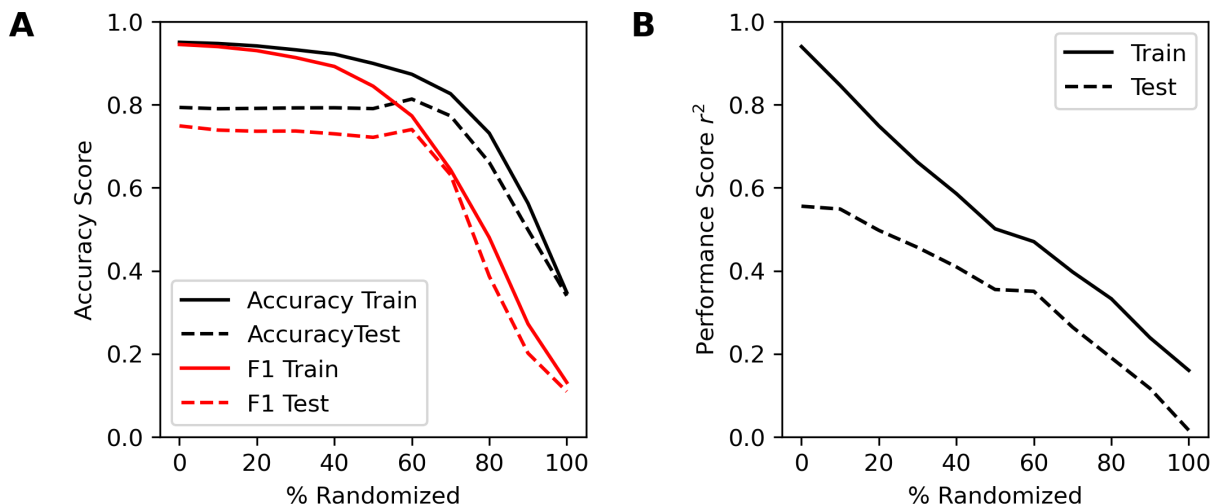 A
1.0
0.8
0.6
0.4
0.2
0.0
Accuracy Score
Accuracy Train
AccuracyTest
F1 Train
F1 Test
0 20 40 60 80 100
% Randomized
B
1.0
0.8
0.6
0.4
0.2
0.0
Performance Score r²
Train
Test
0 20 40 60 80 100
% Randomized